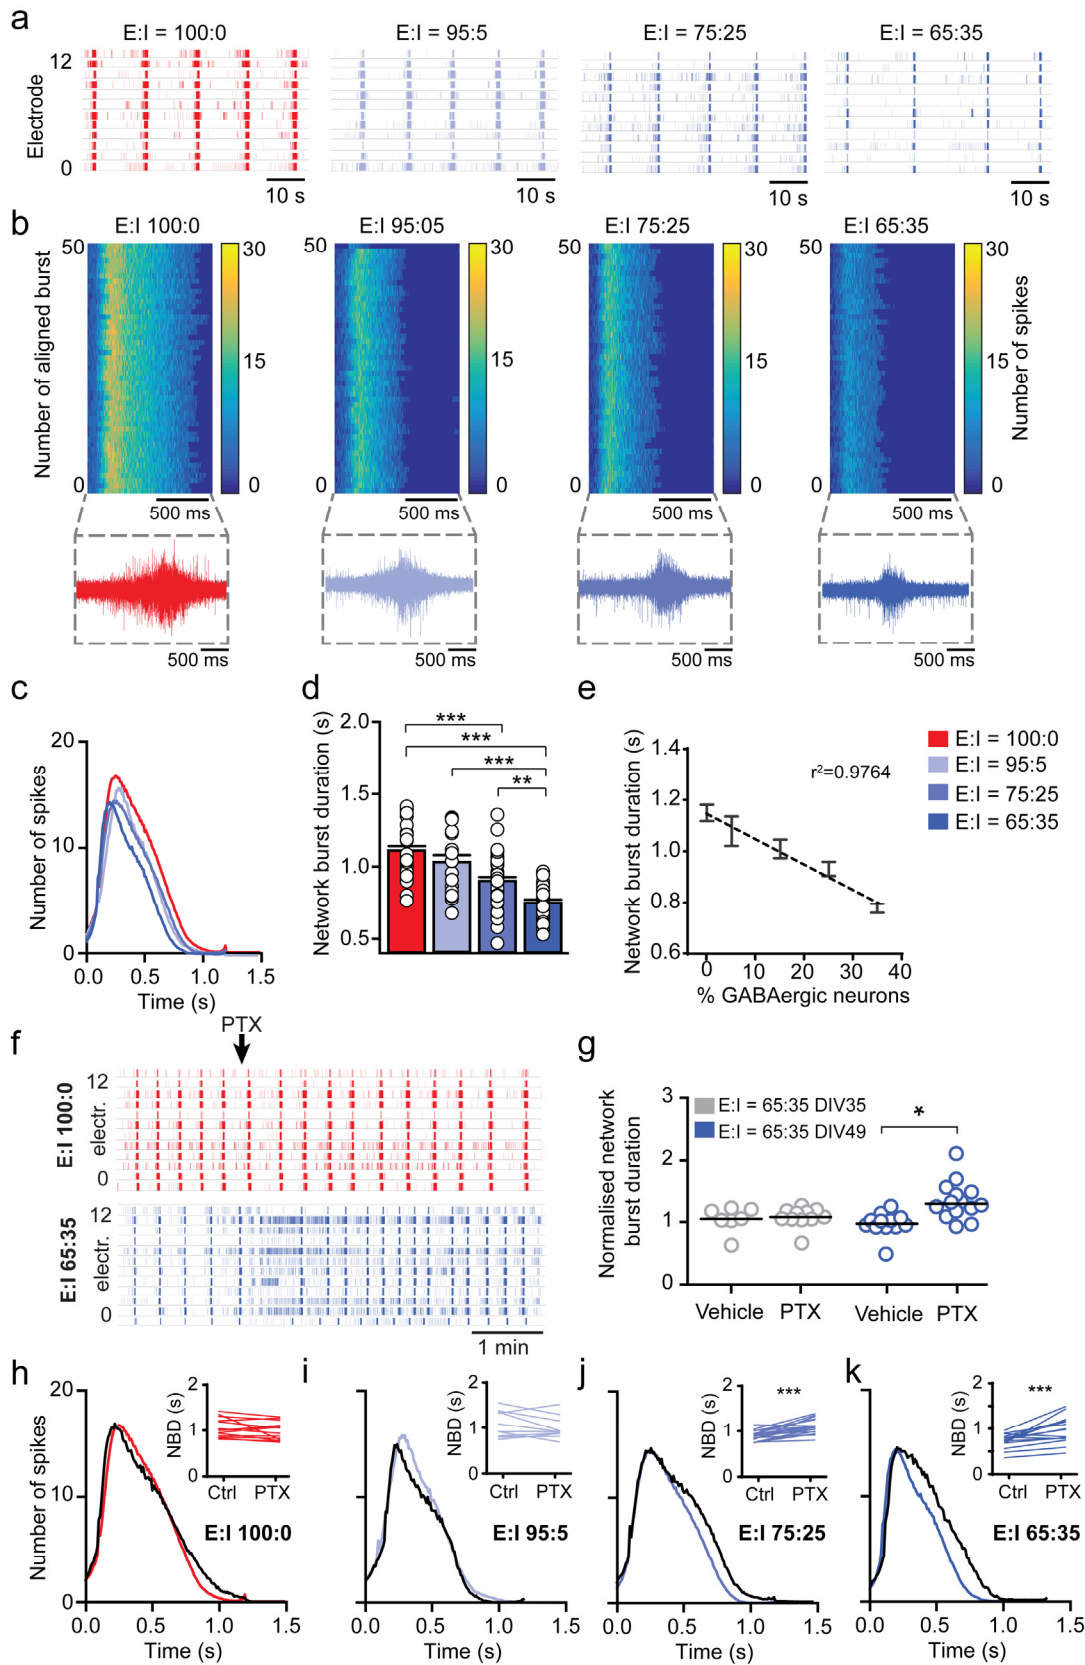 a
E:I = 100:0
E:I = 95:5
E:I = 75:25
E:I = 65:35
Electrode
12
0
10 s
10 s
10 s
10 s
b
E:I 100:0
E:I 95:05
E:I 75:25
E:I 65:35
Number of aligned burst
50
0
30
15
0
50
0
30
15
0
50
0
30
15
0
50
0
30
15
0
Number of spikes
500 ms
500 ms
500 ms
500 ms
500 ms
500 ms
500 ms
500 ms
c
Number of spikes
20
10
0
0.0
0.5
1.0
1.5
Time (s)
d
Network burst duration (s)
2.0
1.5
1.0
0.5
***
***
***
**
e
Network burst duration (s)
1.4
1.2
1.0
0.8
0.6
r²=0.9764
0
10
20
30
40
% GABAergic neurons
E:I = 100:0
E:I = 95:5
E:I = 75:25
E:I = 65:35
f
PTX
E:I 100:0
electr.
12
0
E:I 65:35
electr.
12
0
1 min
g
Normalised network
burst duration
3
2
1
0
E:I = 65:35 DIV35
E:I = 65:35 DIV49
*
Vehicle
PTX
Vehicle
PTX
h
Number of spikes
20
10
0
NBD (s)
2
1
0
Ctrl
PTX
E:I 100:0
0.0
0.5
1.0
1.5
Time (s)
i
NBD (s)
2
1
0
Ctrl
PTX
E:I 95:5
0.0
0.5
1.0
1.5
Time (s)
j
NBD (s)
2
1
0
***
Ctrl
PTX
E:I 75:25
0.0
0.5
1.0
1.5
Time (s)
k
NBD (s)
2
1
0
***
Ctrl
PTX
E:I 65:35
0.0
0.5
1.0
1.5
Time (s)